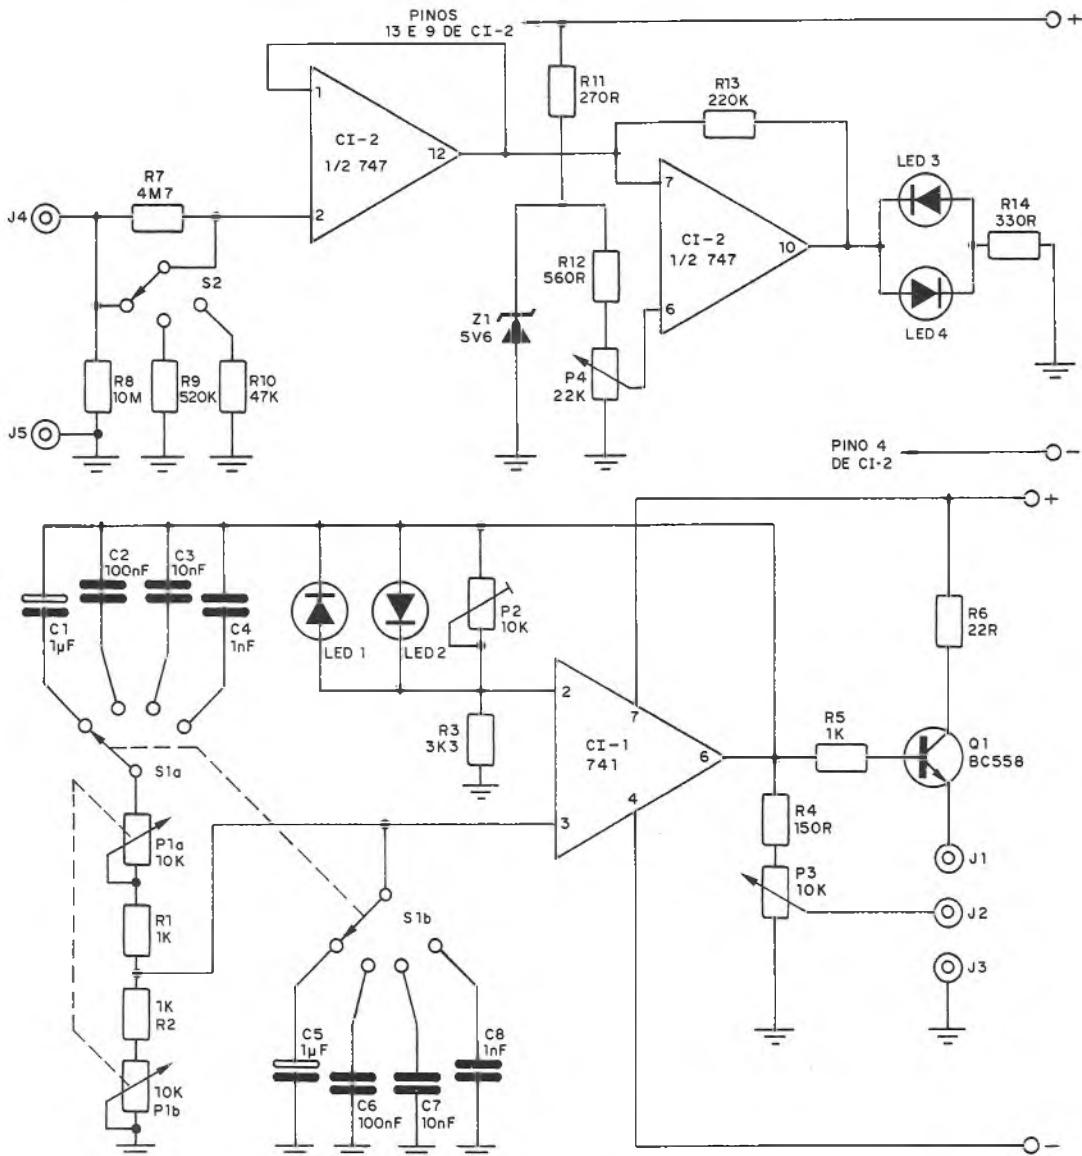 PINOS
13 E 9 DE CI-2
+
R11
270R
R13
220K
1
CI-2
1/2 747
12
R7
4M7
J4
2
S2
7
CI-2
1/2 747
10
6
LED 3
R14
330R
LED 4
R12
560R
Z1
5V6
P4
22K
R8
10M
R9
520K
R10
47K
J5
PINO 4
DE CI-2
-
+
C2
100nF
C3
10nF
C1
1µF
C4
1nF
LED 1
LED 2
P2
10K
R6
22R
2
7
R3
3K3
CI-1
741
6
R5
1K
Q1
BC558
4
3
S1a
P1a
10K
R4
150R
J1
P3
10K
R1
1K
S1b
J2
J3
1K
R2
C5
1µF
C8
1nF
10K
P1b
C6
100nF
C7
10nF
-